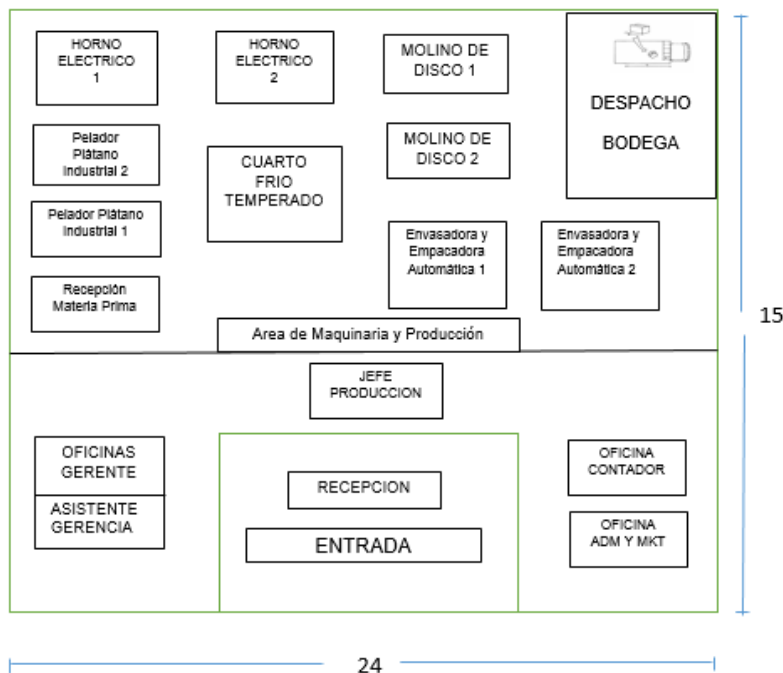 HORNO
ELECTRICO
1
HORNO
ELECTRICO
2
MOLINO DE
DISCO 1
DESPACHO
BODEGA
Pelador
Plátano
Industrial 2
CUARTO
FRIO
TEMPERADO
MOLINO DE
DISCO 2
Pelador Plátano
Industrial 1
Envasadora y
Empacadora
Automática 1
Envasadora y
Empacadora
Automática 2
Recepción
Materia Prima
Area de Maquinaria y Producción
15
JEFE
PRODUCCION
OFICINAS
GERENTE
ASISTENTE
GERENCIA
RECEPCION
ENTRADA
OFICINA
CONTADOR
OFICINA
ADM Y MKT
24